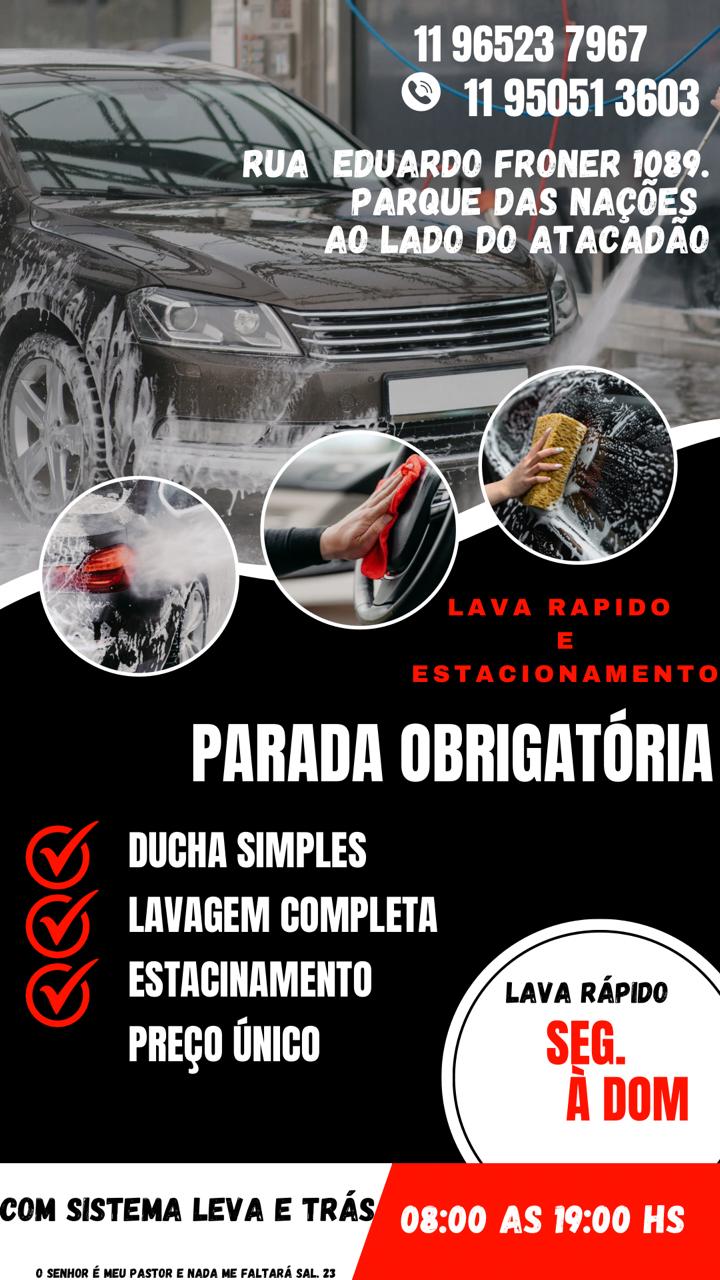 11 96523 7967
11 95051 3603
RUA EDUARDO FRONER 1089.
PARQUE DAS NAÇÕES
AO LADO DO ATACADÃO
LAVA RAPIDO
E
ESTACIONAMENTO
PARADA OBRIGATÓRIA
DUCHA SIMPLES
LAVAGEM COMPLETA
ESTACINAMENTO
PREÇO ÚNICO
LAVA RÁPIDO
SEG.
À DOM
COM SISTEMA LEVA E TRÁS
08:00 AS 19:00 HS
O SENHOR É MEU PASTOR E NADA ME FALTARÁ SAL. 23